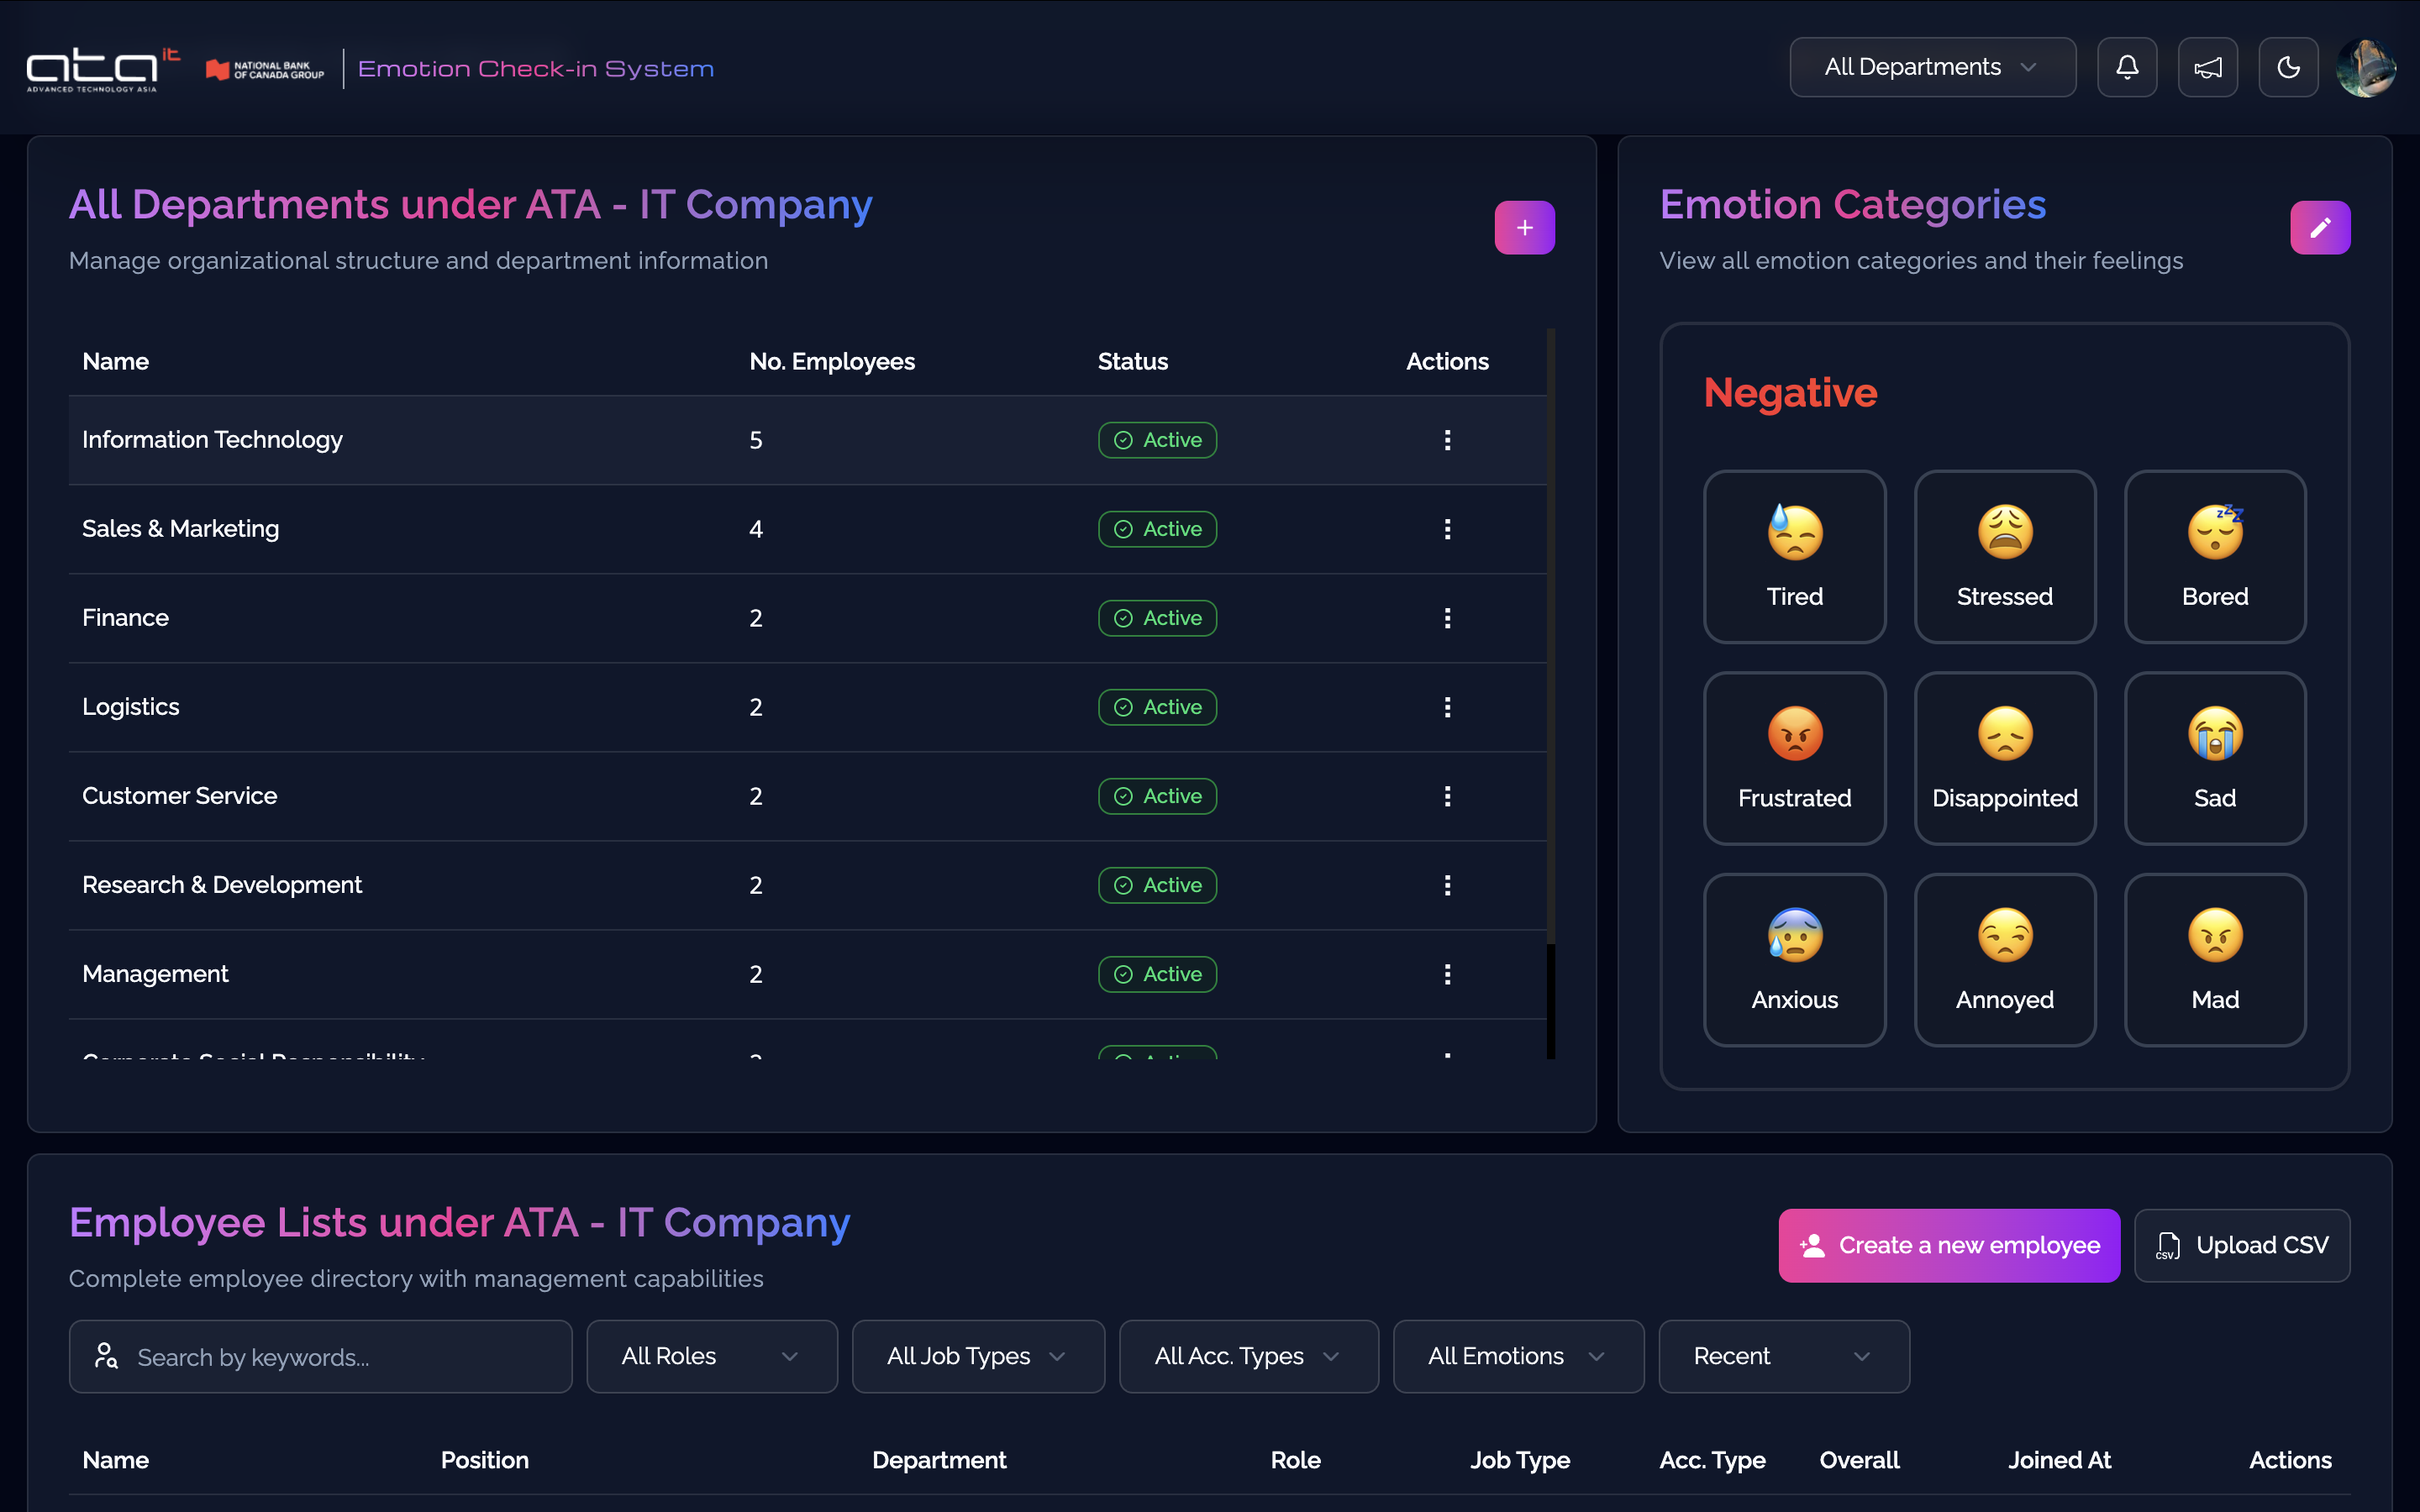 ata it
ADVANCED TECHNOLOGY ASIA
NATIONAL BANK
OF CANADA GROUP
Emotion Check-in System
All Departments
All Departments under ATA - IT Company
Manage organizational structure and department information
Name No. Employees Status Actions
Information Technology 5 Active
Sales & Marketing 4 Active
Finance 2 Active
Logistics 2 Active
Customer Service 2 Active
Research & Development 2 Active
Management 2 Active
Corporate Social Responsibility Active
Emotion Categories
View all emotion categories and their feelings
Negative
Tired Stressed Bored
Frustrated Disappointed Sad
Anxious Annoyed Mad
Employee Lists under ATA - IT Company
Complete employee directory with management capabilities
Create a new employee
CSV Upload CSV
Search by keywords... All Roles All Job Types All Acc. Types All Emotions Recent
Name Position Department Role Job Type Acc. Type Overall Joined At Actions